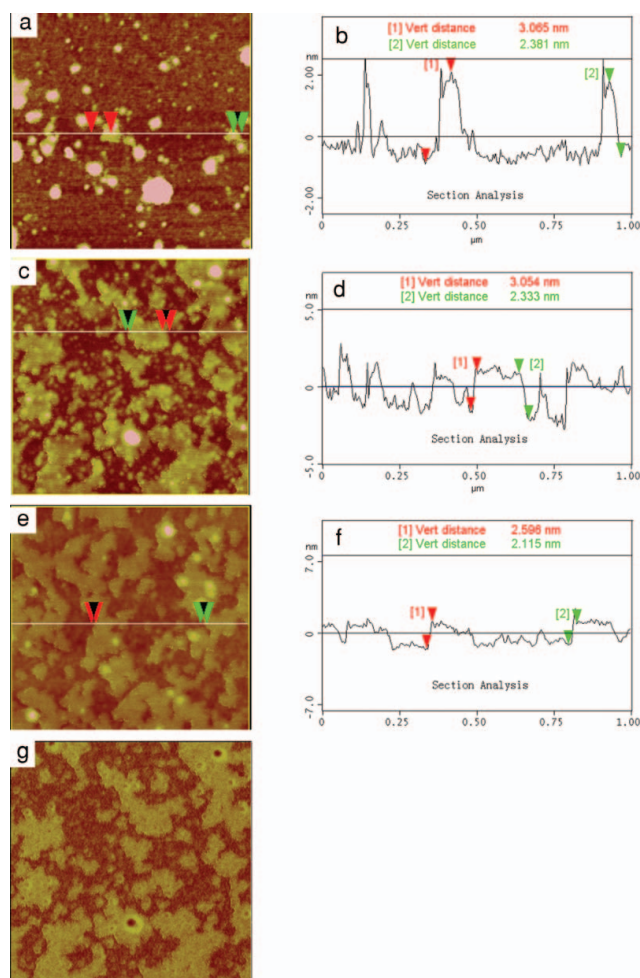 a
b
[1] Vert distance 3.065 nm
[2] Vert distance 2.381 nm
nm
2.00
0
-2.00
[1]
[2]
Section Analysis
0 0.25 0.50 0.75 1.00
µm
c
d
[1] Vert distance 3.054 nm
[2] Vert distance 2.333 nm
nm
5.0
0
-5.0
[1]
[2]
Section Analysis
0 0.25 0.50 0.75 1.00
µm
e
f
[1] Vert distance 2.596 nm
[2] Vert distance 2.115 nm
nm
7.0
0
-7.0
[1]
[2]
Section Analysis
0 0.25 0.50 0.75 1.00
g